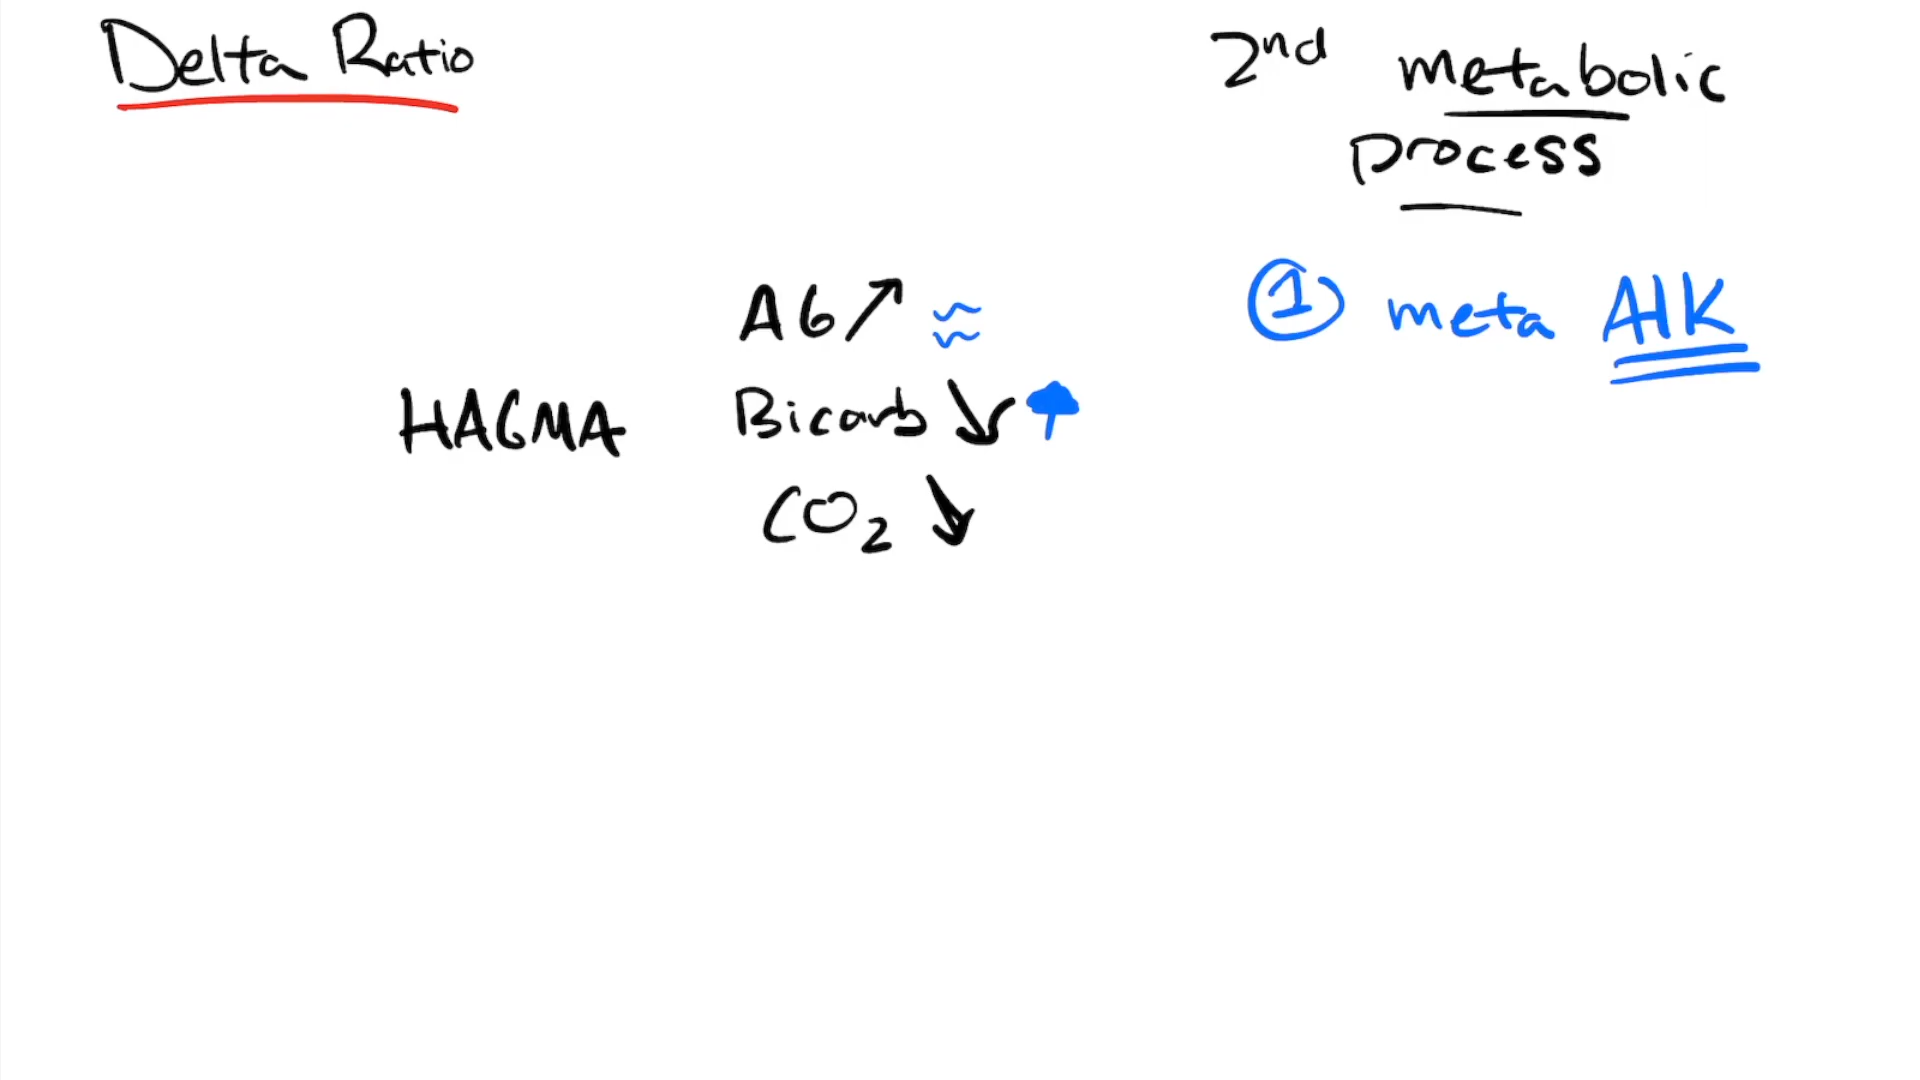 Delta Ratio
2nd metabolic
process
AG ↗ ≈
① meta Alk
HAGMA Bicarb ↓ ↑
CO₂ ↓